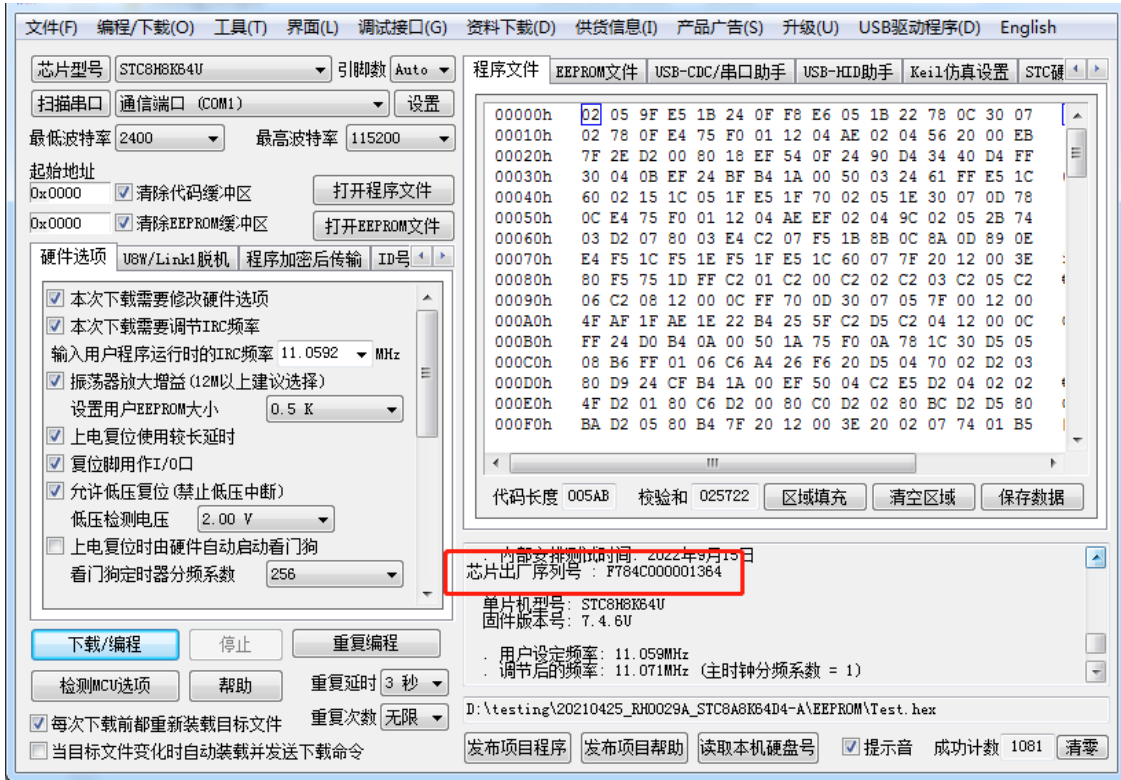 文件(F) 编程/下载(O) 工具(T) 界面(L) 调试接口(G) 资料下载(D) 供货信息(I) 产品广告(S) 升级(U) USB驱动程序(D) English
芯片型号 STC8H8K64U 引脚数 Auto
扫描串口 通信端口 (COM1) 设置
最低波特率 2400 最高波特率 115200
起始地址
0x0000 清除代码缓冲区 打开程序文件
0x0000 清除EEPROM缓冲区 打开EEPROM文件
硬件选项 U8W/Link1脱机 程序加密后传输 ID号
本次下载需要修改硬件选项
本次下载需要调节IRC频率
输入用户程序运行时的IRC频率 11.0592 MHz
振荡器放大增益(12M以上建议选择)
设置用户EEPROM大小 0.5 K
上电复位使用较长延时
复位脚用作I/O口
允许低压复位(禁止低压中断)
低压检测电压 2.00 V
上电复位时由硬件自动启动看门狗
看门狗定时器分频系数 256
下载/编程 停止 重复编程
检测MCU选项 帮助 重复延时 3 秒
每次下载前都重新装载目标文件 重复次数 无限
当目标文件变化时自动装载并发送下载命令
程序文件 EEPROM文件 USB-CDC/串口助手 USB-HID助手 Keil仿真设置 STC硬
00000h 02 05 9F E5 1B 24 0F F8 E6 05 1B 22 78 0C 30 07
00010h 02 78 0F E4 75 F0 01 12 04 AE 02 04 56 20 00 EB
00020h 7F 2E D2 00 80 18 EF 54 0F 24 90 D4 34 40 D4 FF
00030h 30 04 0B EF 24 BF B4 1A 00 50 03 24 61 FF E5 1C
00040h 60 02 15 1C 05 1F E5 1F 70 02 05 1E 30 07 0D 78
00050h 0C E4 75 F0 01 12 04 AE EF 02 04 9C 02 05 2B 74
00060h 03 D2 07 80 03 E4 C2 07 F5 1B 8B 0C 8A 0D 89 0E
00070h E4 F5 1C F5 1E F5 1F E5 1C 60 07 7F 20 12 00 3E
00080h 80 F5 75 1D FF C2 01 C2 00 C2 02 C2 03 C2 05 C2
00090h 06 C2 08 12 00 0C FF 70 0D 30 07 05 7F 00 12 00
000A0h 4F AF 1F AE 1E 22 B4 25 5F C2 D5 C2 04 12 00 0C
000B0h FF 24 D0 B4 0A 00 50 1A 75 F0 0A 78 1C 30 D5 05
000C0h 08 B6 FF 01 06 C6 A4 26 F6 20 D5 04 70 02 D2 03
000D0h 80 D9 24 CF B4 1A 00 EF 50 04 C2 E5 D2 04 02 02
000E0h 4F D2 01 80 C6 D2 00 80 C0 D2 02 80 BC D2 D5 80
000F0h BA D2 05 80 B4 7F 20 12 00 3E 20 02 07 74 01 B5
代码长度 005AB 校验和 025722 区域填充 清空区域 保存数据
. 内部安排测试时间: 2022年9月15日
芯片出厂序列号 : F784C000001364
单片机型号: STC8H8K64U
固件版本号: 7.4.6U
. 用户设定频率: 11.059MHz
. 调节后的频率: 11.071MHz (主时钟分频系数 = 1)
D:\testing\20210425_RH0029A_STC8A8K64D4-A\EEPROM\Test.hex
发布项目程序 发布项目帮助 读取本机硬盘号 提示音 成功计数 1081 清零